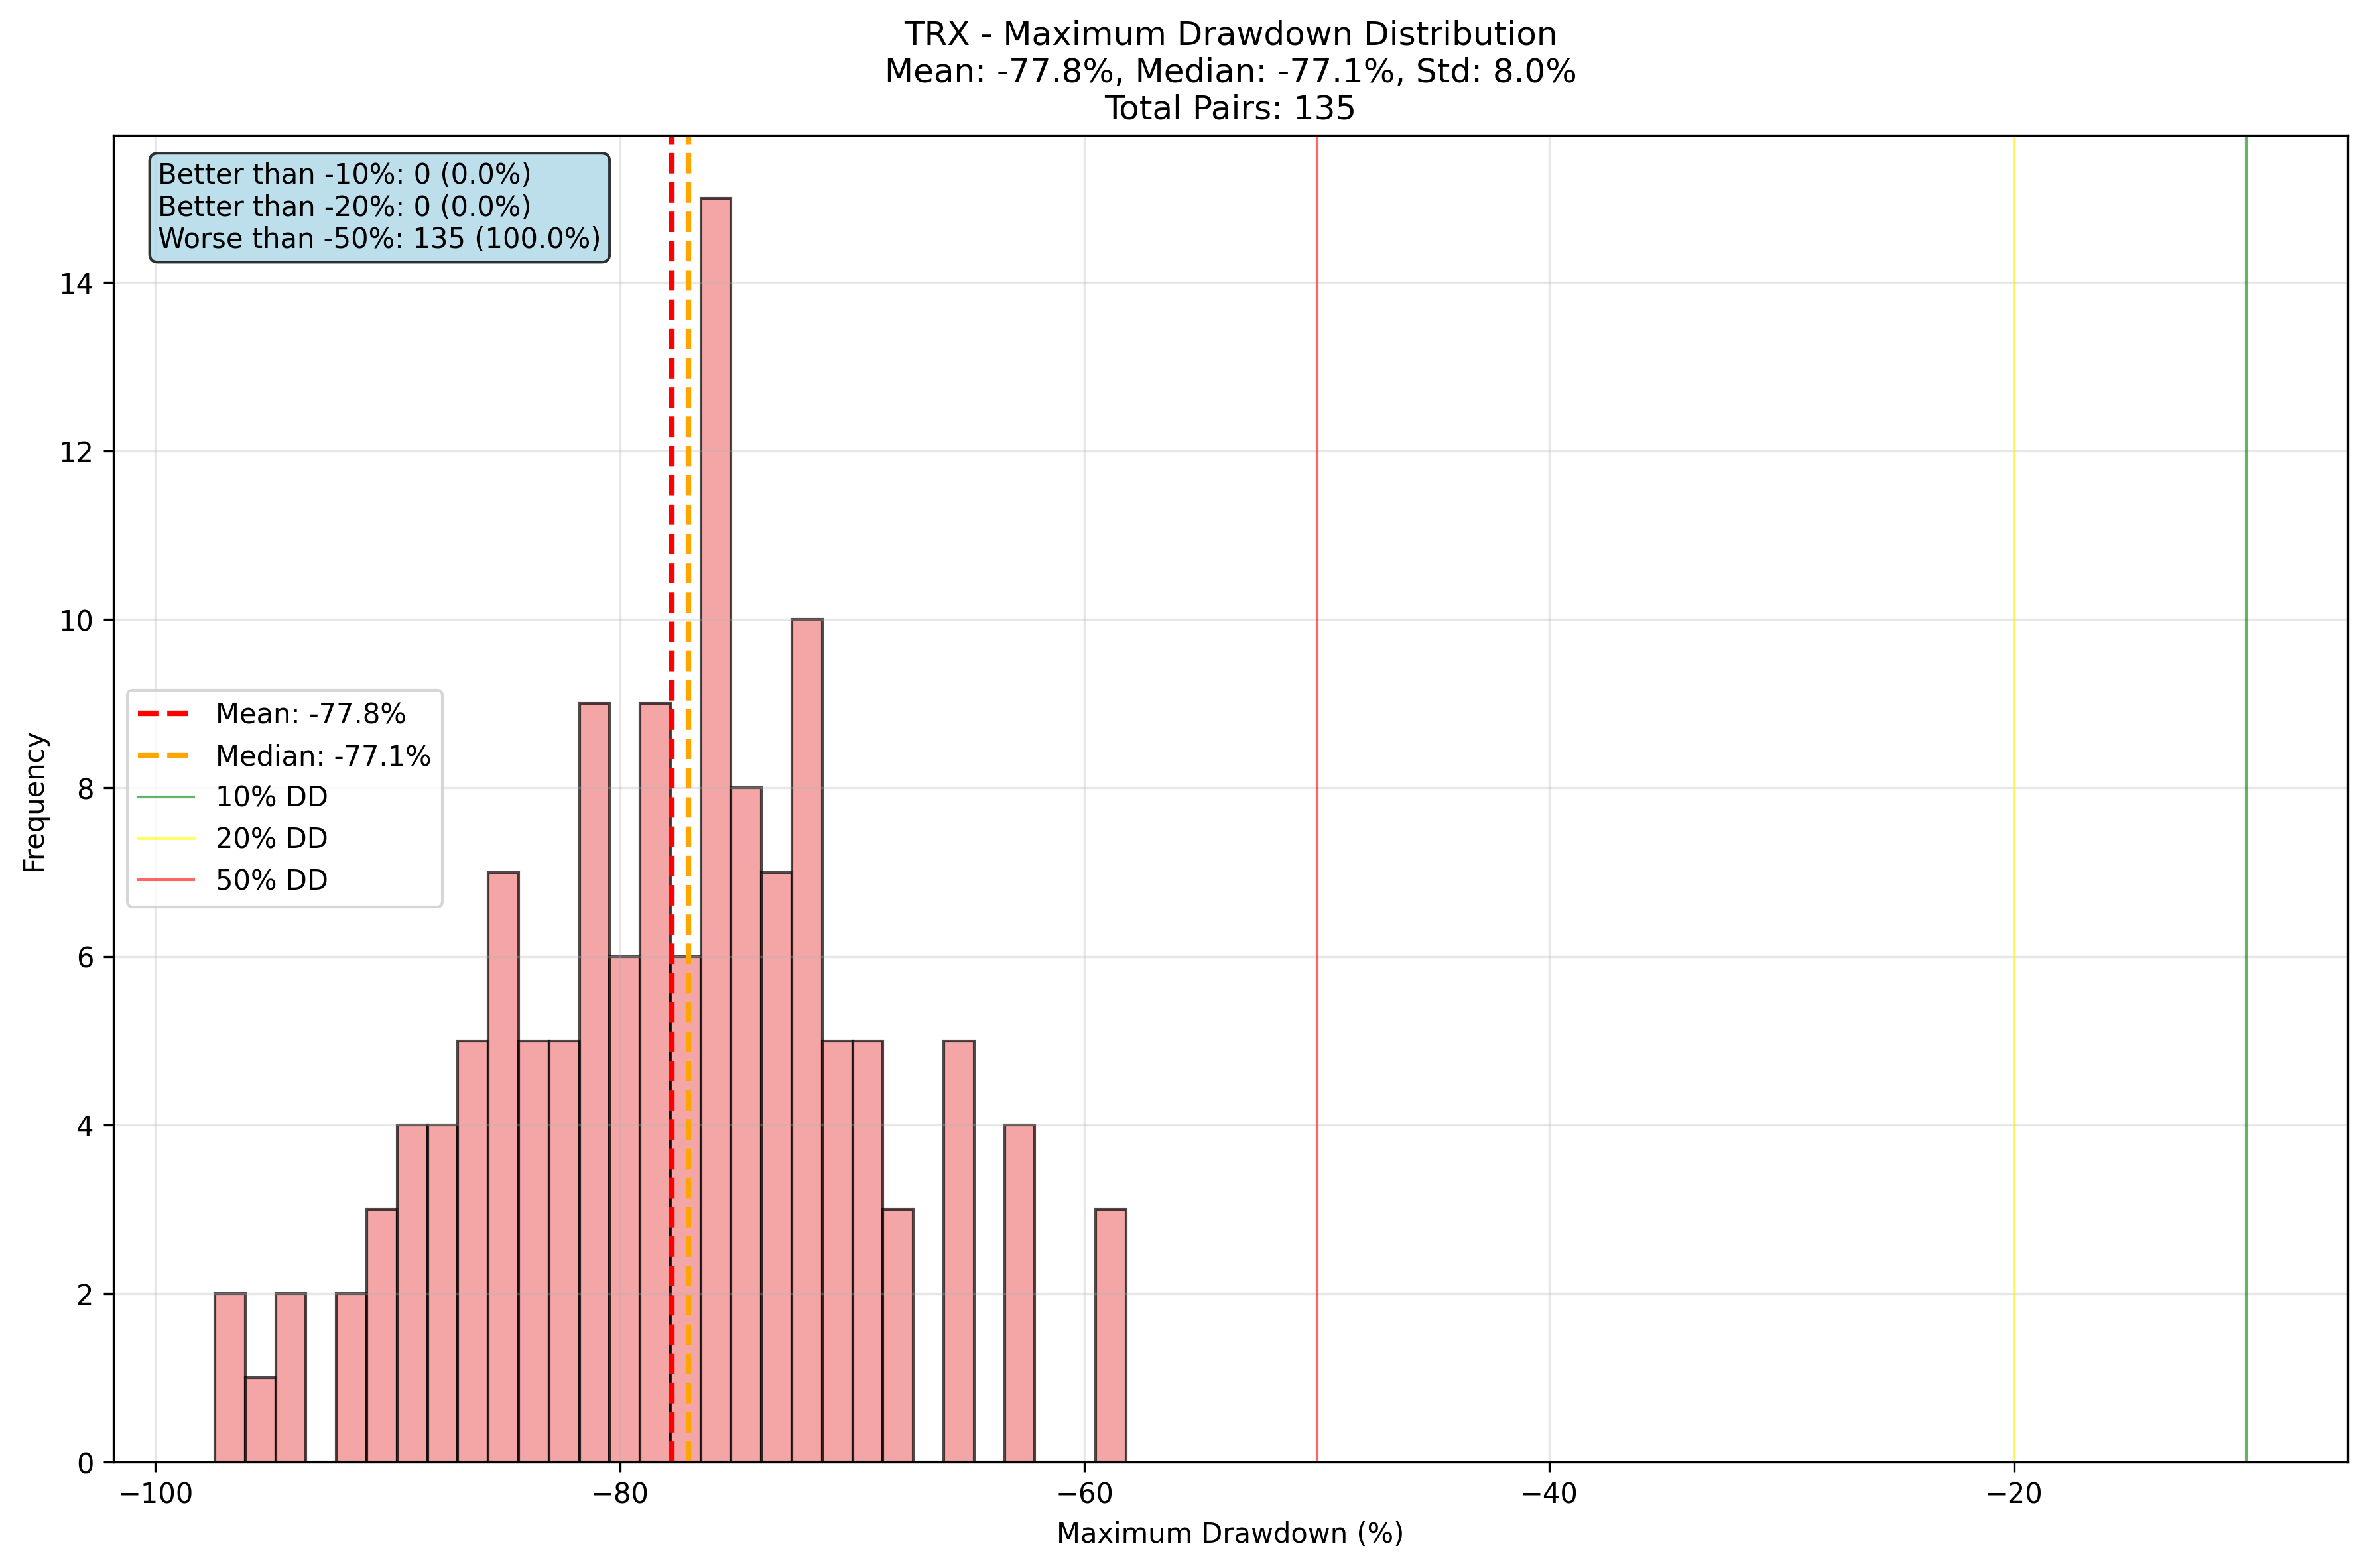 TRX - Maximum Drawdown Distribution
Mean: -77.8%, Median: -77.1%, Std: 8.0%
Total Pairs: 135
Better than -10%: 0 (0.0%)
Better than -20%: 0 (0.0%)
Worse than -50%: 135 (100.0%)
14
12
10
8
6
4
2
0
Frequency
Mean: -77.8%
Median: -77.1%
10% DD
20% DD
50% DD
−100
−80
−60
−40
−20
Maximum Drawdown (%)